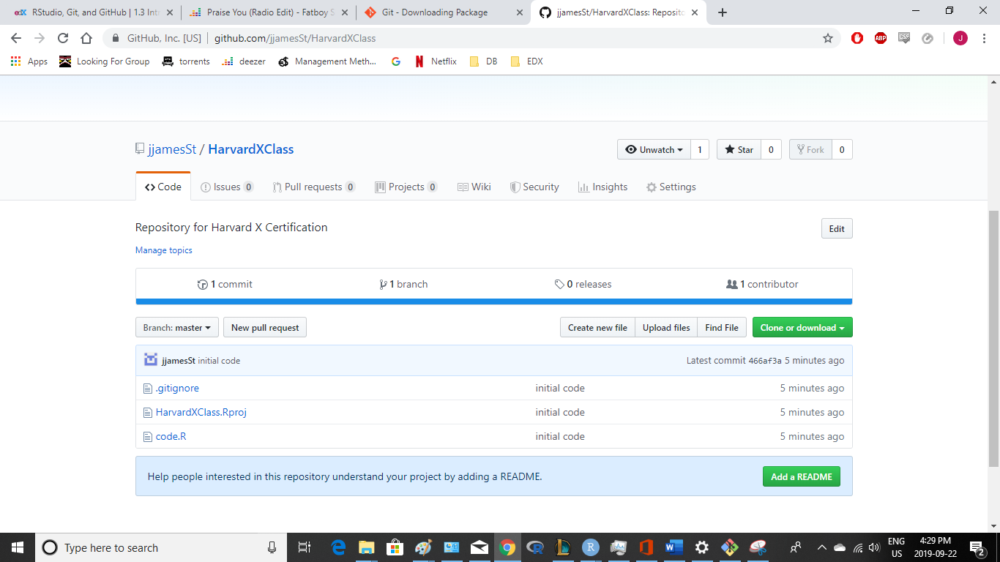 RStudio, Git, and GitHub | 1.3 Intr
Praise You (Radio Edit) - Fatboy S
Git - Downloading Package
jjamesSt/HarvardXClass: Reposito
GitHub, Inc. [US] | github.com/jjamesSt/HarvardXClass
ABP
CSS
J
Apps
Looking For Group
torrents
deezer
Management Meth...
Netflix
DB
EDX
jjamesSt / HarvardXClass
Unwatch 1
Star 0
Fork 0
Code
Issues 0
Pull requests 0
Projects 0
Wiki
Security
Insights
Settings
Repository for Harvard X Certification
Edit
Manage topics
1 commit
1 branch
0 releases
1 contributor
Branch: master
New pull request
Create new file
Upload files
Find File
Clone or download
jjamesSt initial code
Latest commit 466af3a 5 minutes ago
.gitignore initial code 5 minutes ago
HarvardXClass.Rproj initial code 5 minutes ago
code.R initial code 5 minutes ago
Help people interested in this repository understand your project by adding a README.
Add a README
Type here to search
ENG
US
4:29 PM
2019-09-22
2